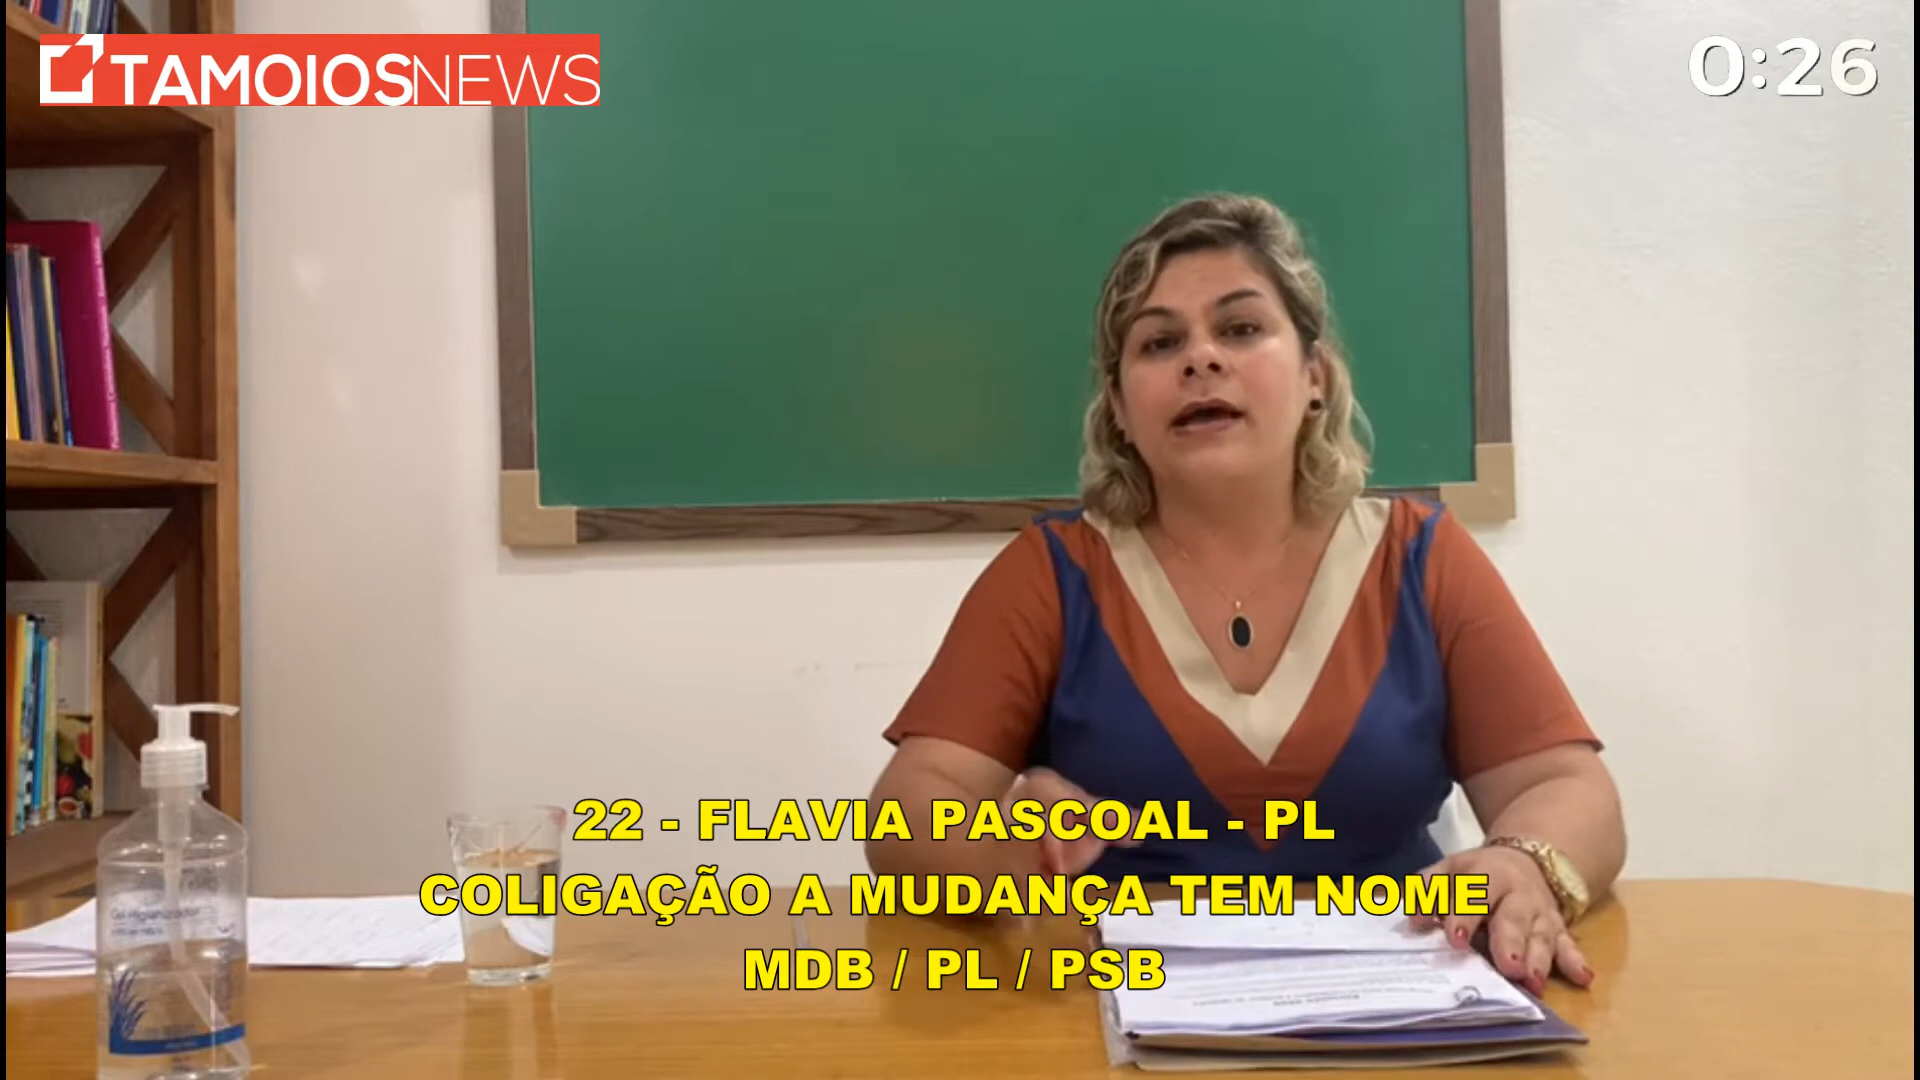 TAMOIOSNEWS
0:26
22 - FLAVIA PASCOAL - PL
COLIGAÇÃO A MUDANÇA TEM NOME
MDB / PL / PSB